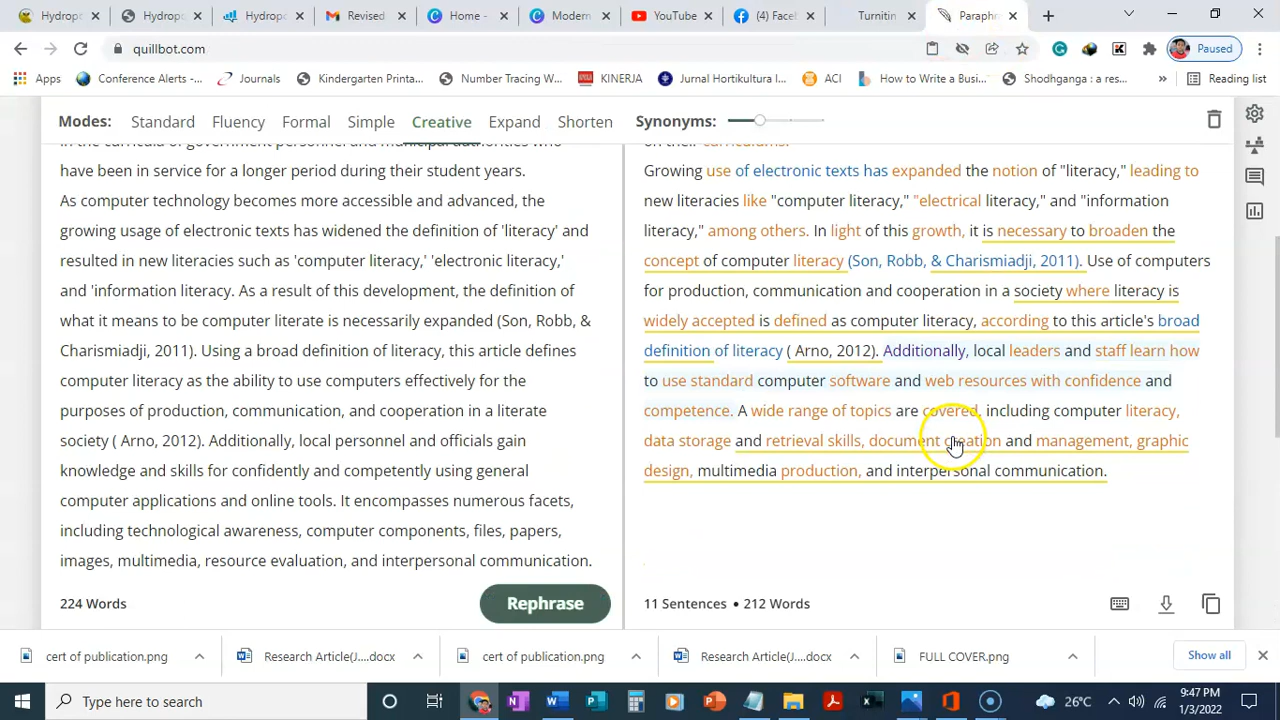 Hydrop
Hydropo
Hydropo
Revised
Home -
Modern
YouTube
(4) Face
Turnitin
Paraphr
quillbot.com
Paused
Apps
Conference Alerts -...
Journals
Kindergarten Printa...
Number Tracing W...
KINERJA
Jurnal Hortikultura I...
ACI
How to Write a Busi...
Shodhganga : a res...
»
Reading list
Modes: Standard Fluency Formal Simple Creative Expand Shorten Synonyms:
have been in service for a longer period during their student years.
As computer technology becomes more accessible and advanced, the
growing usage of electronic texts has widened the definition of 'literacy' and
resulted in new literacies such as 'computer literacy,' 'electronic literacy,'
and 'information literacy. As a result of this development, the definition of
what it means to be computer literate is necessarily expanded (Son, Robb, &
Charismiadji, 2011). Using a broad definition of literacy, this article defines
computer literacy as the ability to use computers effectively for the
purposes of production, communication, and cooperation in a literate
society ( Arno, 2012). Additionally, local personnel and officials gain
knowledge and skills for confidently and competently using general
computer applications and online tools. It encompasses numerous facets,
including technological awareness, computer components, files, papers,
images, multimedia, resource evaluation, and interpersonal communication.
224 Words
Rephrase
on their curriculums.
Growing use of electronic texts has expanded the notion of "literacy," leading to
new literacies like "computer literacy," "electrical literacy," and "information
literacy," among others. In light of this growth, it is necessary to broaden the
concept of computer literacy (Son, Robb, & Charismiadji, 2011). Use of computers
for production, communication and cooperation in a society where literacy is
widely accepted is defined as computer literacy, according to this article's broad
definition of literacy ( Arno, 2012). Additionally, local leaders and staff learn how
to use standard computer software and web resources with confidence and
competence. A wide range of topics are covered, including computer literacy,
data storage and retrieval skills, document creation and management, graphic
design, multimedia production, and interpersonal communication.
11 Sentences • 212 Words
cert of publication.png
Research Article(J....docx
cert of publication.png
Research Article(J....docx
FULL COVER.png
Show all
Type here to search
26°C
9:47 PM
1/3/2022